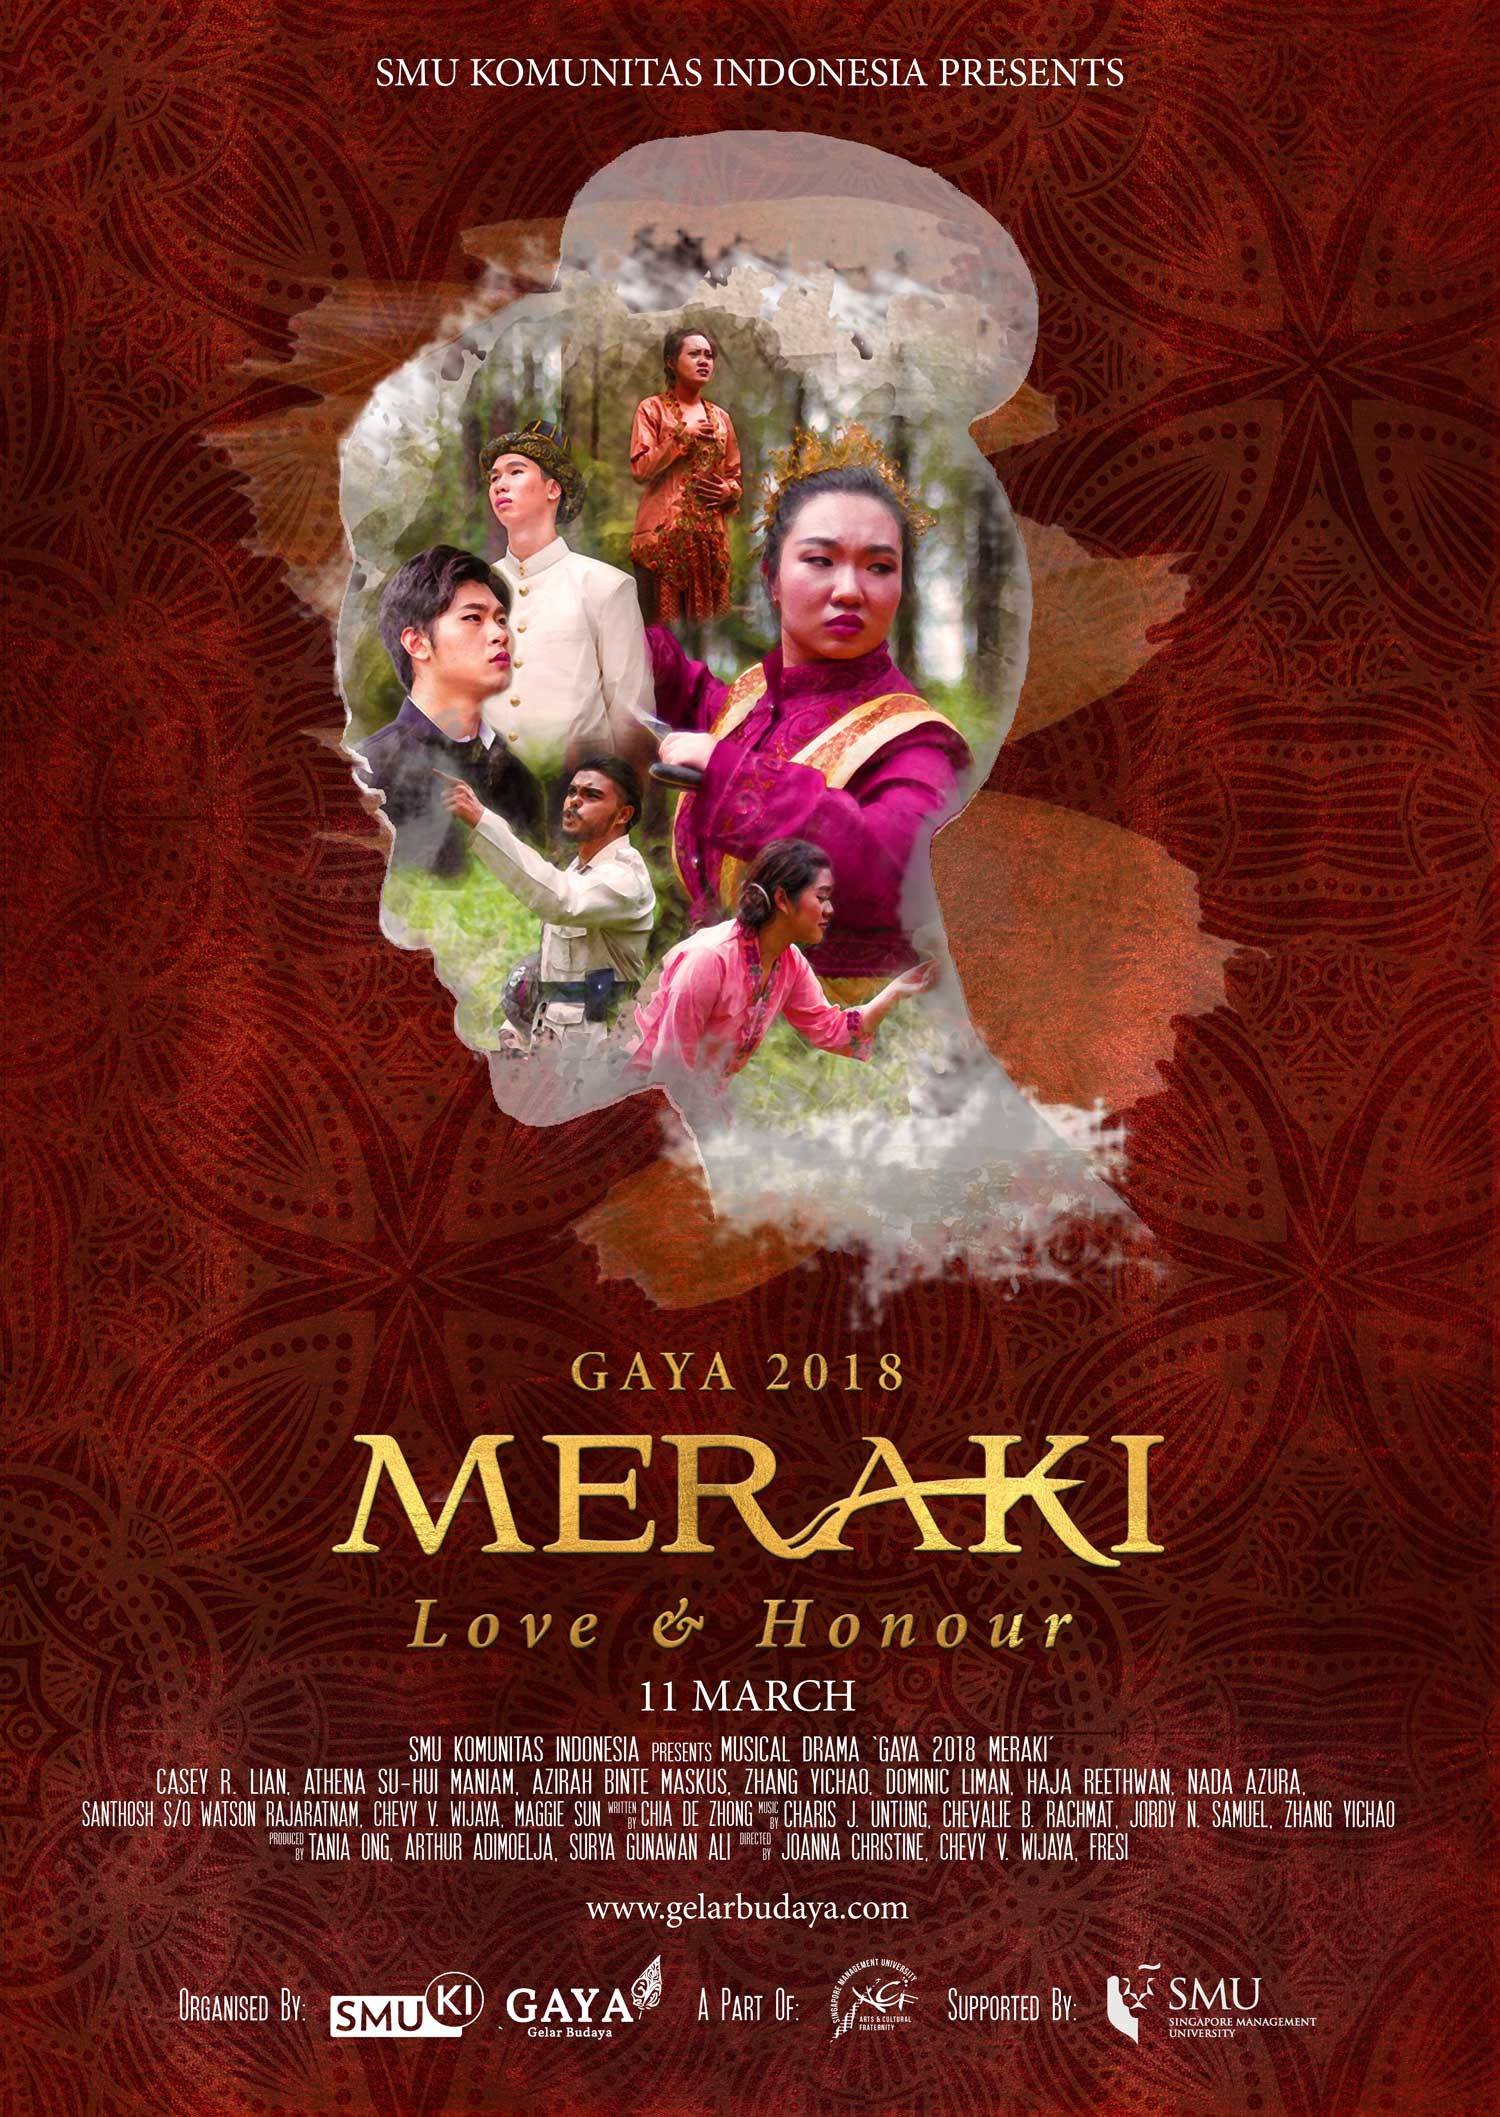 SMU KOMUNITAS INDONESIA PRESENTS
GAYA 2018
MERAKI
Love & Honour
11 MARCH
SMU KOMUNITAS INDONESIA PRESENTS MUSICAL DRAMA `GAYA 2018 MERAKI'
CASEY R. LIAN, ATHENA SU-HUI MANIAM, AZIRAH BINTE MASKUS, ZHANG YICHAO, DOMINIC LIMAN, HAJA REETHWAN, NADA AZURA,
SANTHOSH S/O WATSON RAJARATNAM, CHEVY V. WIJAYA, MAGGIE SUN WRITTEN BY CHIA DE ZHONG MUSIC BY CHARIS J. UNTUNG, CHEVALIE B. RACHMAT, JORDY N. SAMUEL, ZHANG YICHAO
PRODUCED BY TANIA ONG, ARTHUR ADIMOELJA, SURYA GUNAWAN ALI DIRECTED BY JOANNA CHRISTINE, CHEVY V. WIJAYA, FRESI
www.gelarbudaya.com
ORGANISED BY:
SMU KI
`GAYA
Gelar Budaya
A PART OF:
SINGAPORE MANAGEMENT UNIVERSITY
ACF
ARTS & CULTURAL
FRATERNITY
SUPPORTED BY:
SMU
SINGAPORE MANAGEMENT
UNIVERSITY